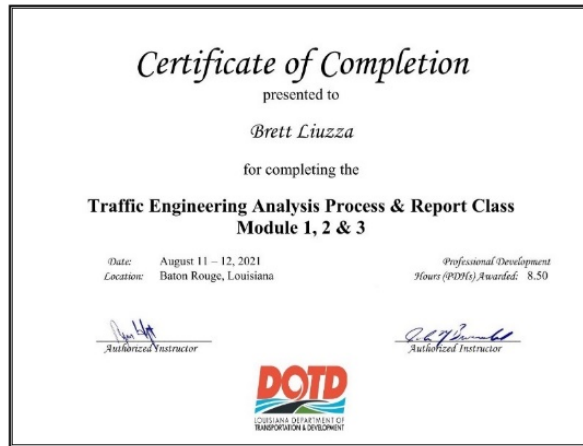 Certificate of Completion
presented to
Brett Liuzza
for completing the
Traffic Engineering Analysis Process & Report Class
Module 1, 2 & 3
Date: August 11 – 12, 2021
Location: Baton Rouge, Louisiana
Professional Development
Hours (PDHs) Awarded: 8.50
Authorized Instructor
Authorized Instructor
DOTD
LOUISIANA DEPARTMENT OF
TRANSPORTATION & DEVELOPMENT